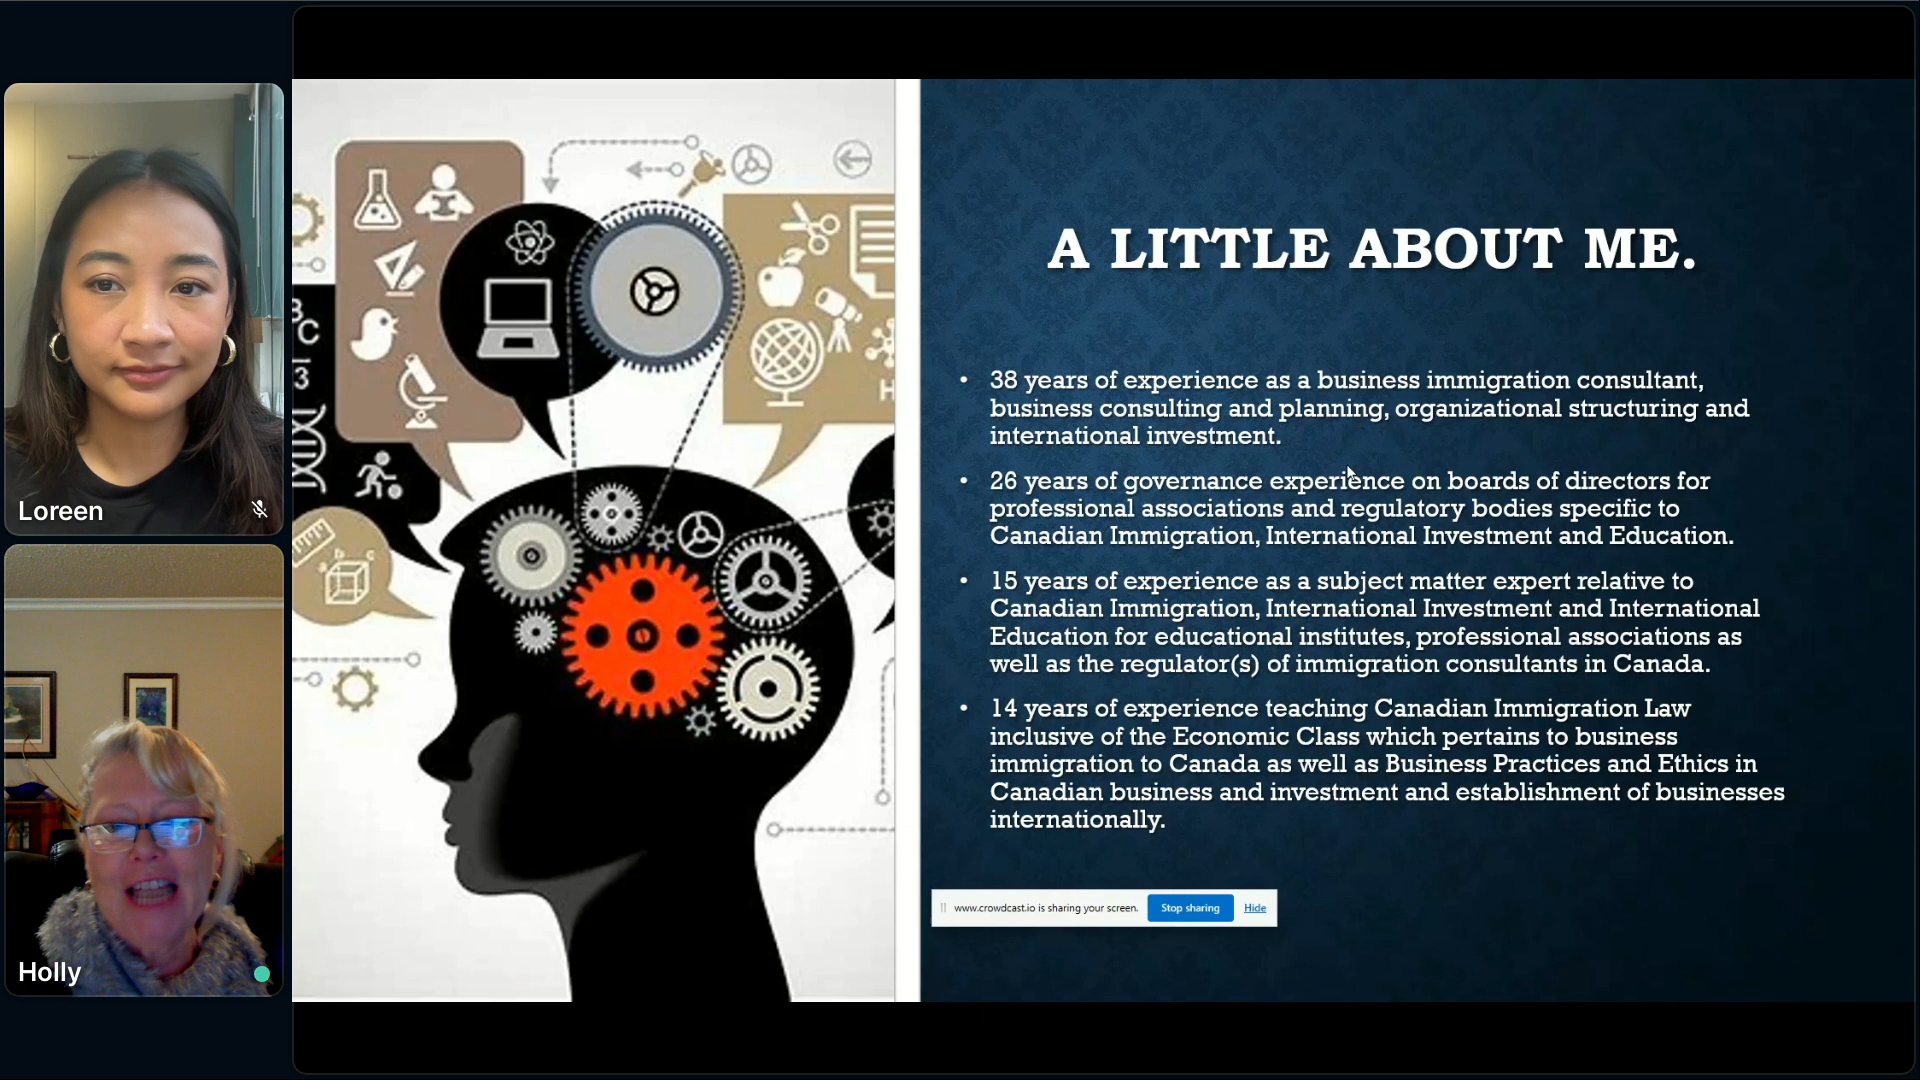 Loreen
Holly
B
C
3
H
A LITTLE ABOUT ME.
• 38 years of experience as a business immigration consultant,
business consulting and planning, organizational structuring and
international investment.
• 26 years of governance experience on boards of directors for
professional associations and regulatory bodies specific to
Canadian Immigration, International Investment and Education.
• 15 years of experience as a subject matter expert relative to
Canadian Immigration, International Investment and International
Education for educational institutes, professional associations as
well as the regulator(s) of immigration consultants in Canada.
• 14 years of experience teaching Canadian Immigration Law
inclusive of the Economic Class which pertains to business
immigration to Canada as well as Business Practices and Ethics in
Canadian business and investment and establishment of businesses
internally.
www.crowdcast.io is sharing your screen. Stop sharing Hide